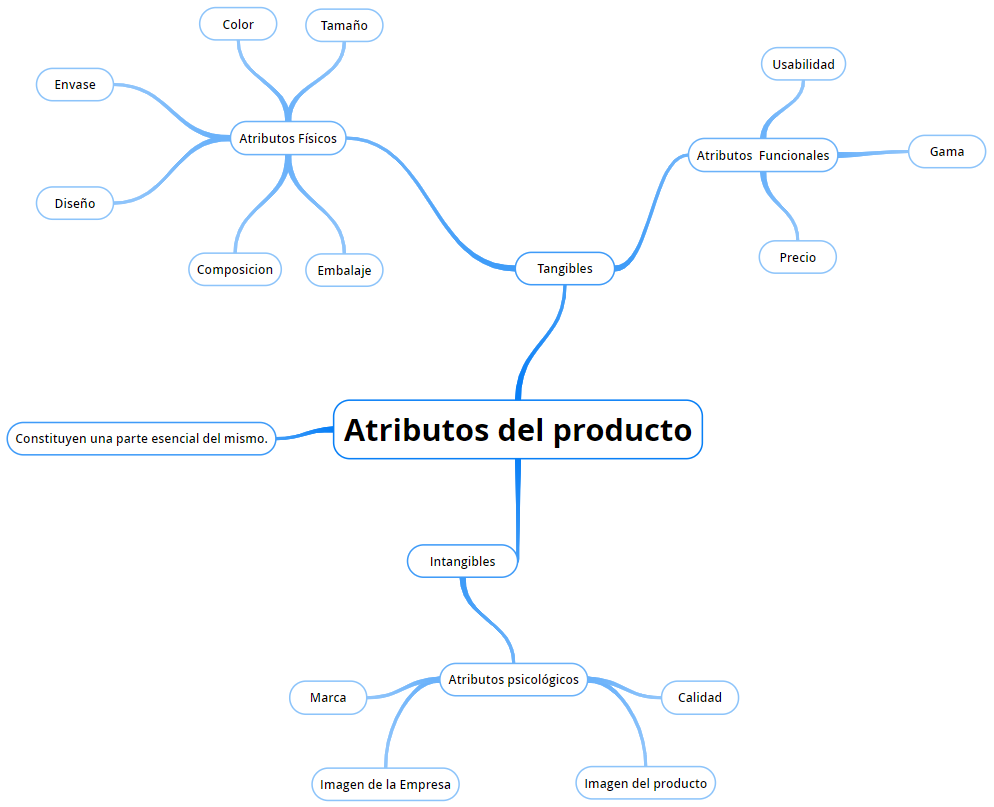 Color
Tamaño
Envase
Atributos Físicos
Diseño
Composicion
Embalaje
Usabilidad
Atributos  Funcionales
Gama
Precio
Tangibles
Atributos del producto
Constituyen una parte esencial del mismo.
Intangibles
Atributos psicológicos
Marca
Calidad
Imagen de la Empresa
Imagen del producto